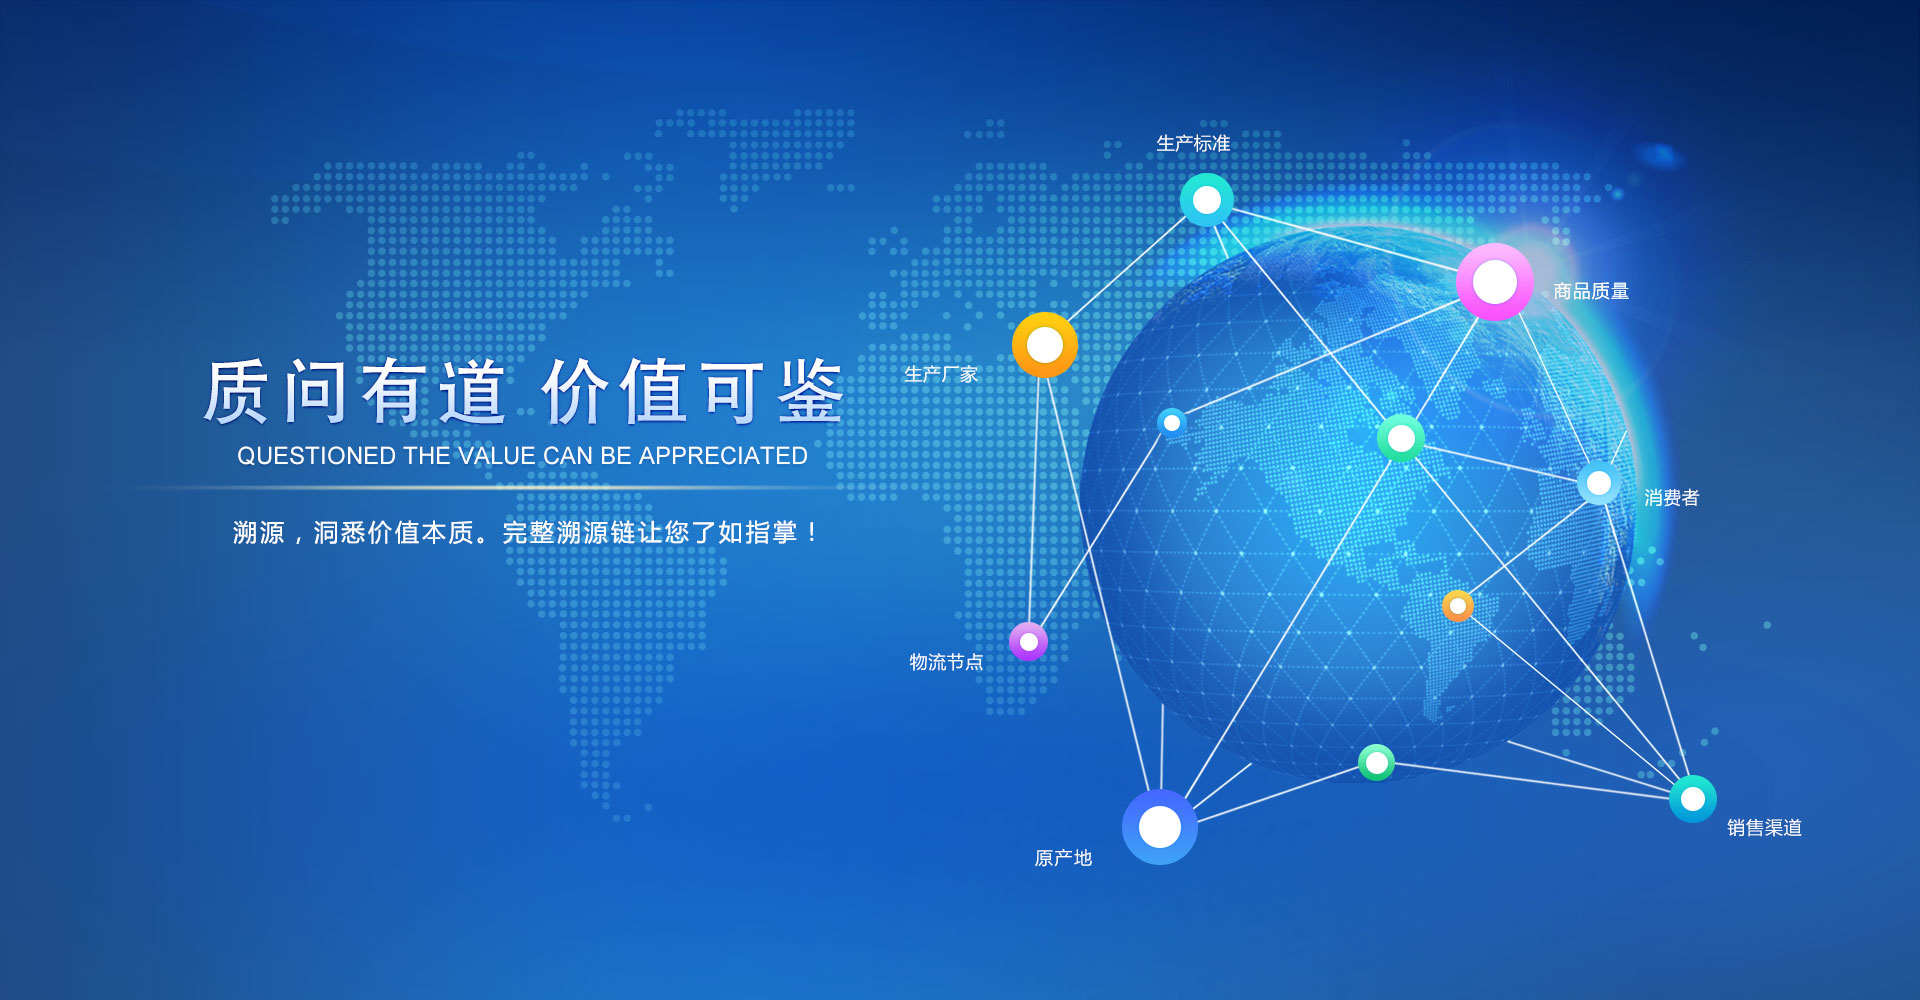 质问有道 价值可鉴
QUESTIONED THE VALUE CAN BE APPRECIATED
溯源，洞悉价值本质。完整溯源链让您了如指掌！
生产标准
商品质量
生产厂家
消费者
物流节点
销售渠道
原产地